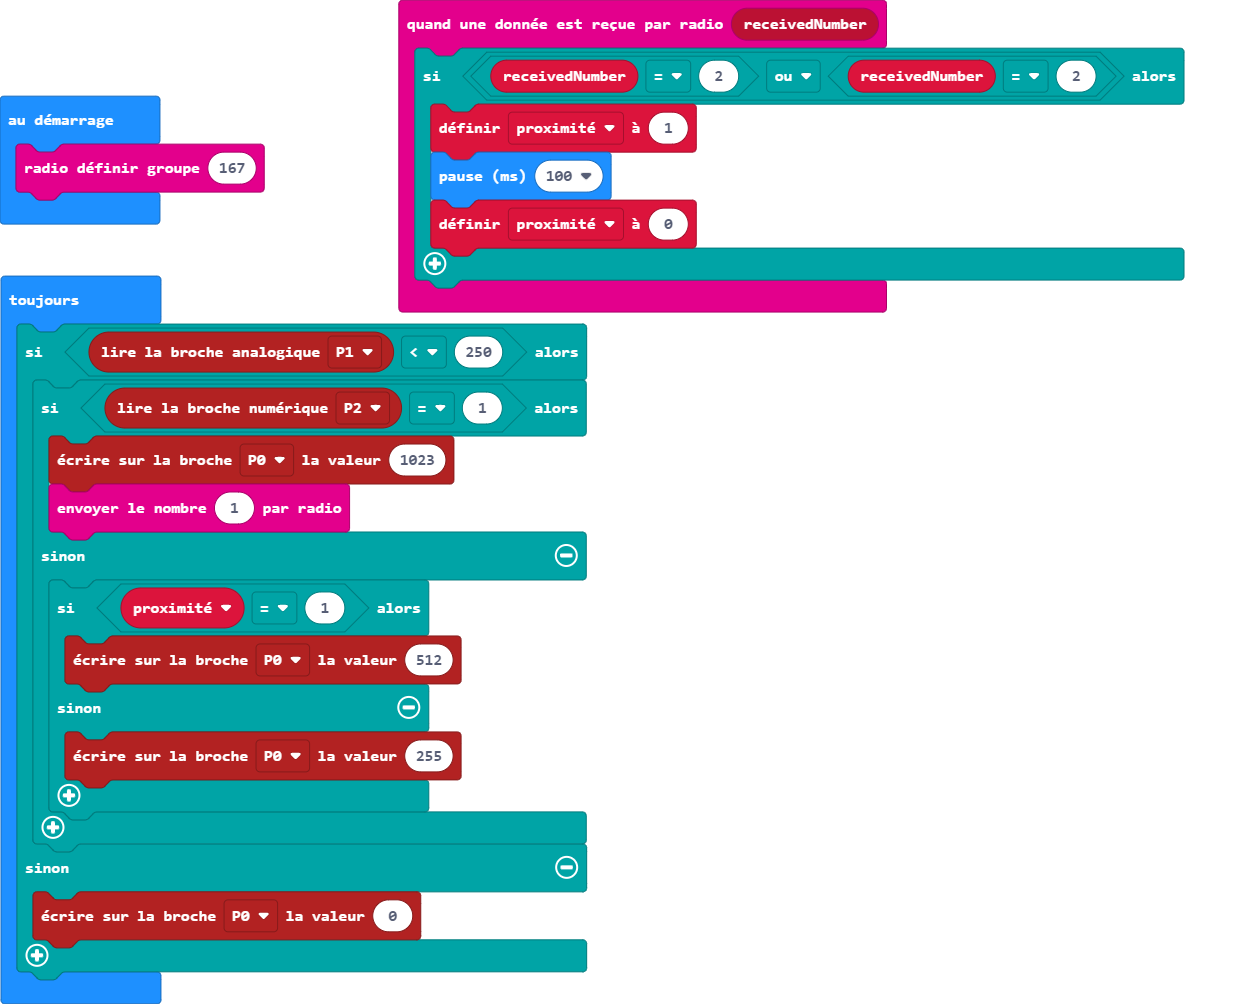 quand une donnée est reçue par radio receivedNumber
si receivedNumber = 2 ou receivedNumber = 2 alors
définir proximité à 1
pause (ms) 100
définir proximité à 0
au démarrage
radio définir groupe 167
toujours
si lire la broche analogique P1 < 250 alors
si lire la broche numérique P2 = 1 alors
écrire sur la broche P0 la valeur 1023
envoyer le nombre 1 par radio
sinon
si proximité = 1 alors
écrire sur la broche P0 la valeur 512
sinon
écrire sur la broche P0 la valeur 255
sinon
écrire sur la broche P0 la valeur 0